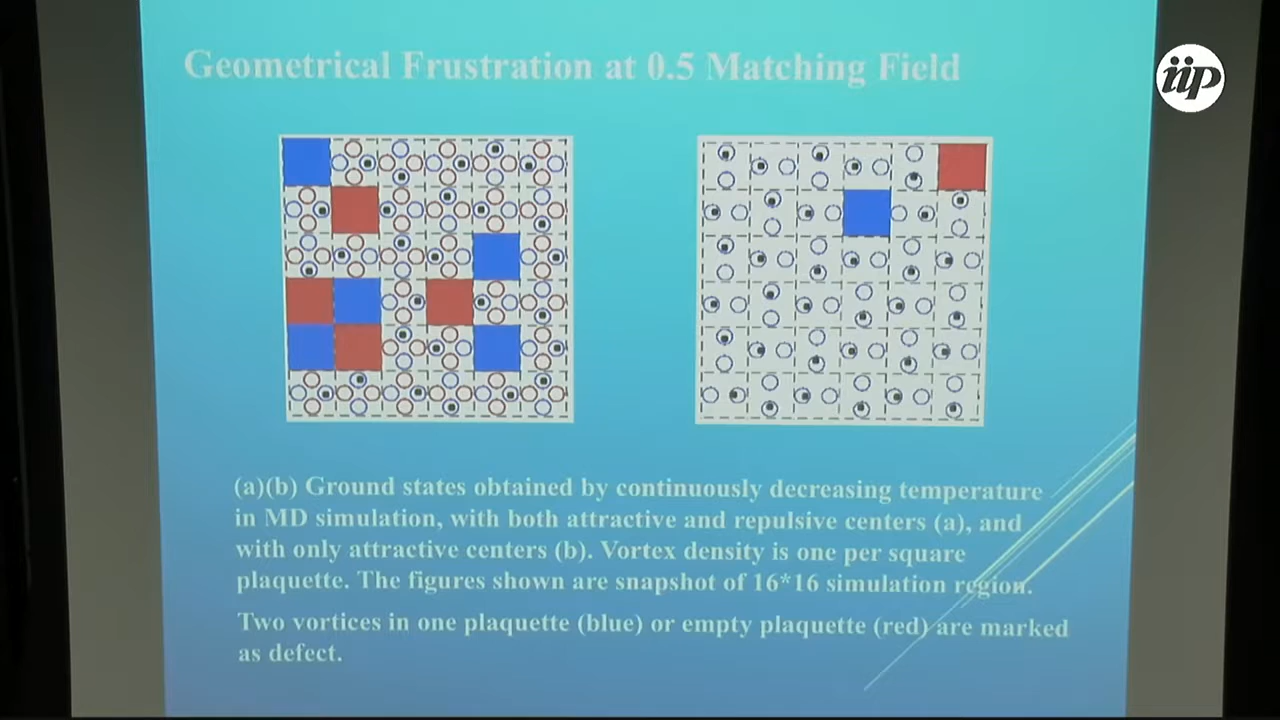 Geometrical Frustration at 0.5 Matching Field
iip
(a)(b) Ground states obtained by continuously decreasing temperature
in MD simulation, with both attractive and repulsive centers (a), and
with only attractive centers (b). Vortex density is one per square
plaquette. The figures shown are snapshot of 16*16 simulation region.
Two vortices in one plaquette (blue) or empty plaquette (red) are marked
as defect.